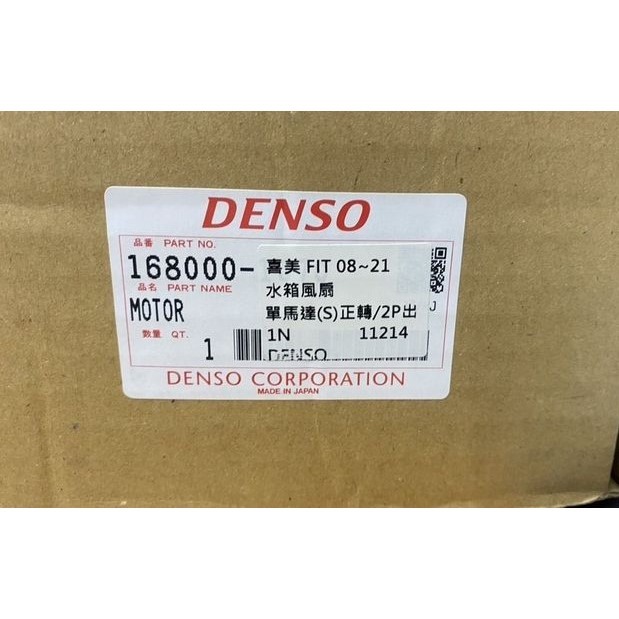 DENSO
品番 PART NO.
168000-
品名 PART NAME
MOTOR
數量 QT.
1
喜美 FIT 08~21
水箱風扇
單馬達(S)正轉/2P出
1N 11214
DENSO
J
DENSO CORPORATION
MADE IN JAPAN